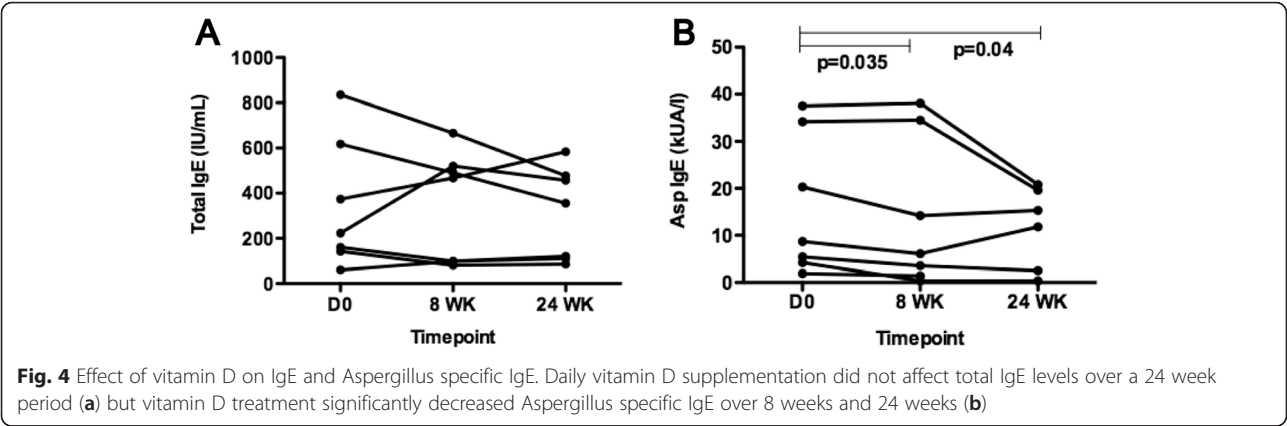 A
Total IgE (IU/mL)
1000
800
600
400
200
0
D0 8 WK 24 WK
Timepoint
B
Asp IgE (kUA/l)
50
40
30
20
10
0
p=0.035
p=0.04
D0 8 WK 24 WK
Timepoint
Fig. 4 Effect of vitamin D on IgE and Aspergillus specific IgE. Daily vitamin D supplementation did not affect total IgE levels over a 24 week
period (a) but vitamin D treatment significantly decreased Aspergillus specific IgE over 8 weeks and 24 weeks (b)